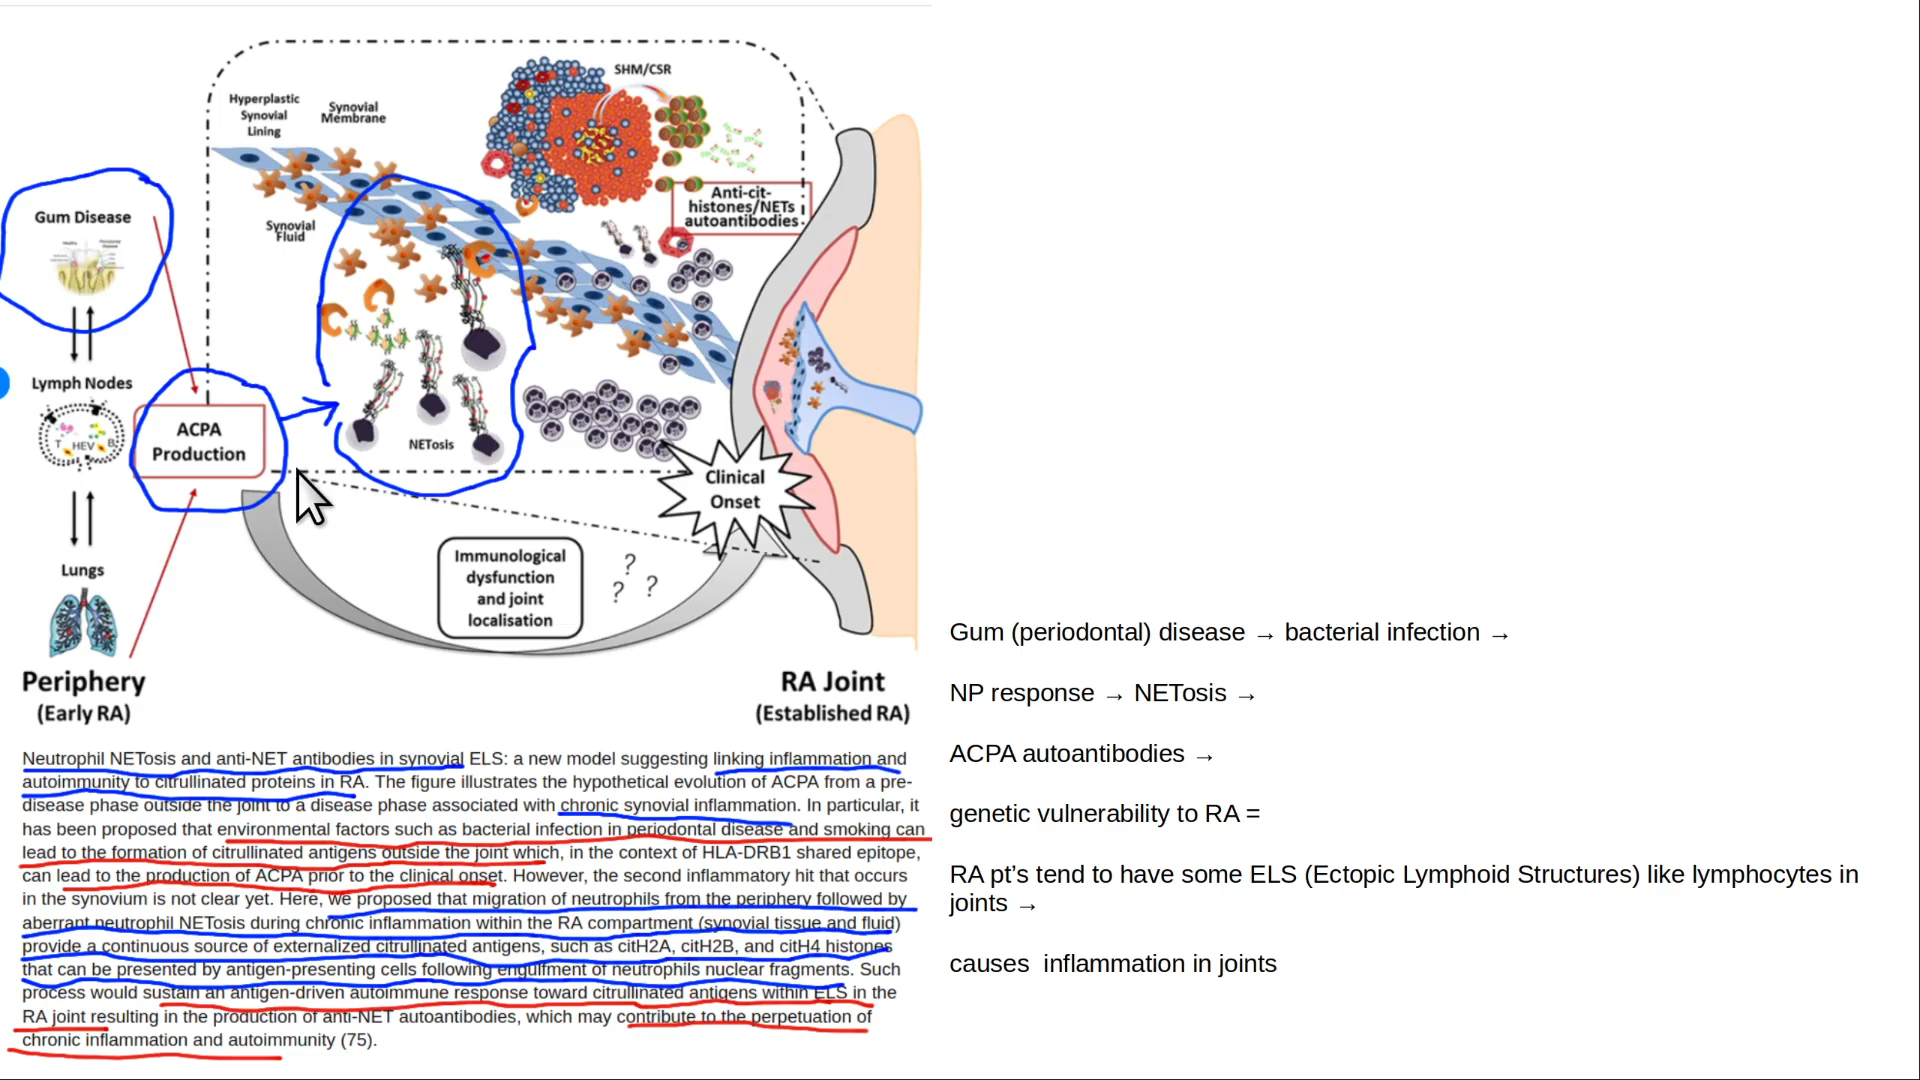 SHM/CSR
Hyperplastic
Synovial
Lining
Synovial
Membrane
Gum Disease
Synovial
Fluid
Anti-cit-
histones/NETs
autoantibodies
Lymph Nodes
T HEV B
ACPA
Production
NETosis
Clinical
Onset
Immunological
dysfunction
and joint
localisation
?
? ?
Lungs
Periphery
(Early RA)
RA Joint
(Established RA)
Neutrophil NETosis and anti-NET antibodies in synovial ELS: a new model suggesting linking inflammation and
autoimmunity to citrullinated proteins in RA. The figure illustrates the hypothetical evolution of ACPA from a pre-
disease phase outside the joint to a disease phase associated with chronic synovial inflammation. In particular, it
has been proposed that environmental factors such as bacterial infection in periodontal disease and smoking can
lead to the formation of citrullinated antigens outside the joint which, in the context of HLA-DRB1 shared epitope,
can lead to the production of ACPA prior to the clinical onset. However, the second inflammatory hit that occurs
in the synovium is not clear yet. Here, we proposed that migration of neutrophils from the periphery followed by
aberrant neutrophil NETosis during chronic inflammation within the RA compartment (synovial tissue and fluid)
provide a continuous source of externalized citrullinated antigens, such as citH2A, citH2B, and citH4 histones
that can be presented by antigen-presenting cells following engulfment of neutrophils nuclear fragments. Such
process would sustain an antigen-driven autoimmune response toward citrullinated antigens within ELS in the
RA joint resulting in the production of anti-NET autoantibodies, which may contribute to the perpetuation of
chronic inflammation and autoimmunity (75).
Gum (periodontal) disease → bacterial infection →
NP response → NETosis →
ACPA autoantibodies →
genetic vulnerability to RA =
RA pt’s tend to have some ELS (Ectopic Lymphoid Structures) like lymphocytes in
joints →
causes  inflammation in joints